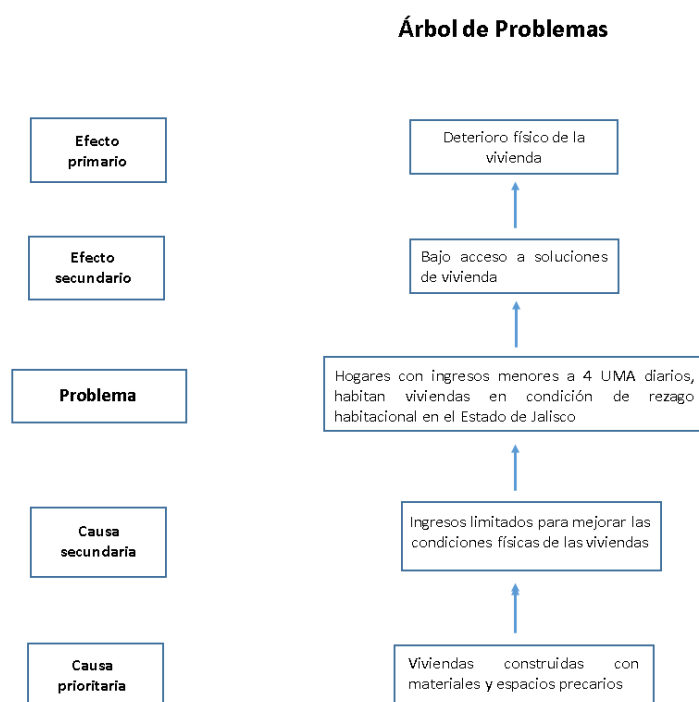 Árbol de Problemas
Efecto
primario
Deterioro físico de la
vivienda
Efecto
secundario
Bajo acceso a soluciones
de vivienda
Problema
Hogares con ingresos menores a 4 UMA diarios,
habitan viviendas en condición de rezago
habitacional en el Estado de Jalisco
Causa
secundaria
Ingresos limitados para mejorar las
condiciones físicas de las viviendas
Causa
prioritaria
Viviendas construidas con
materiales y espacios precarios